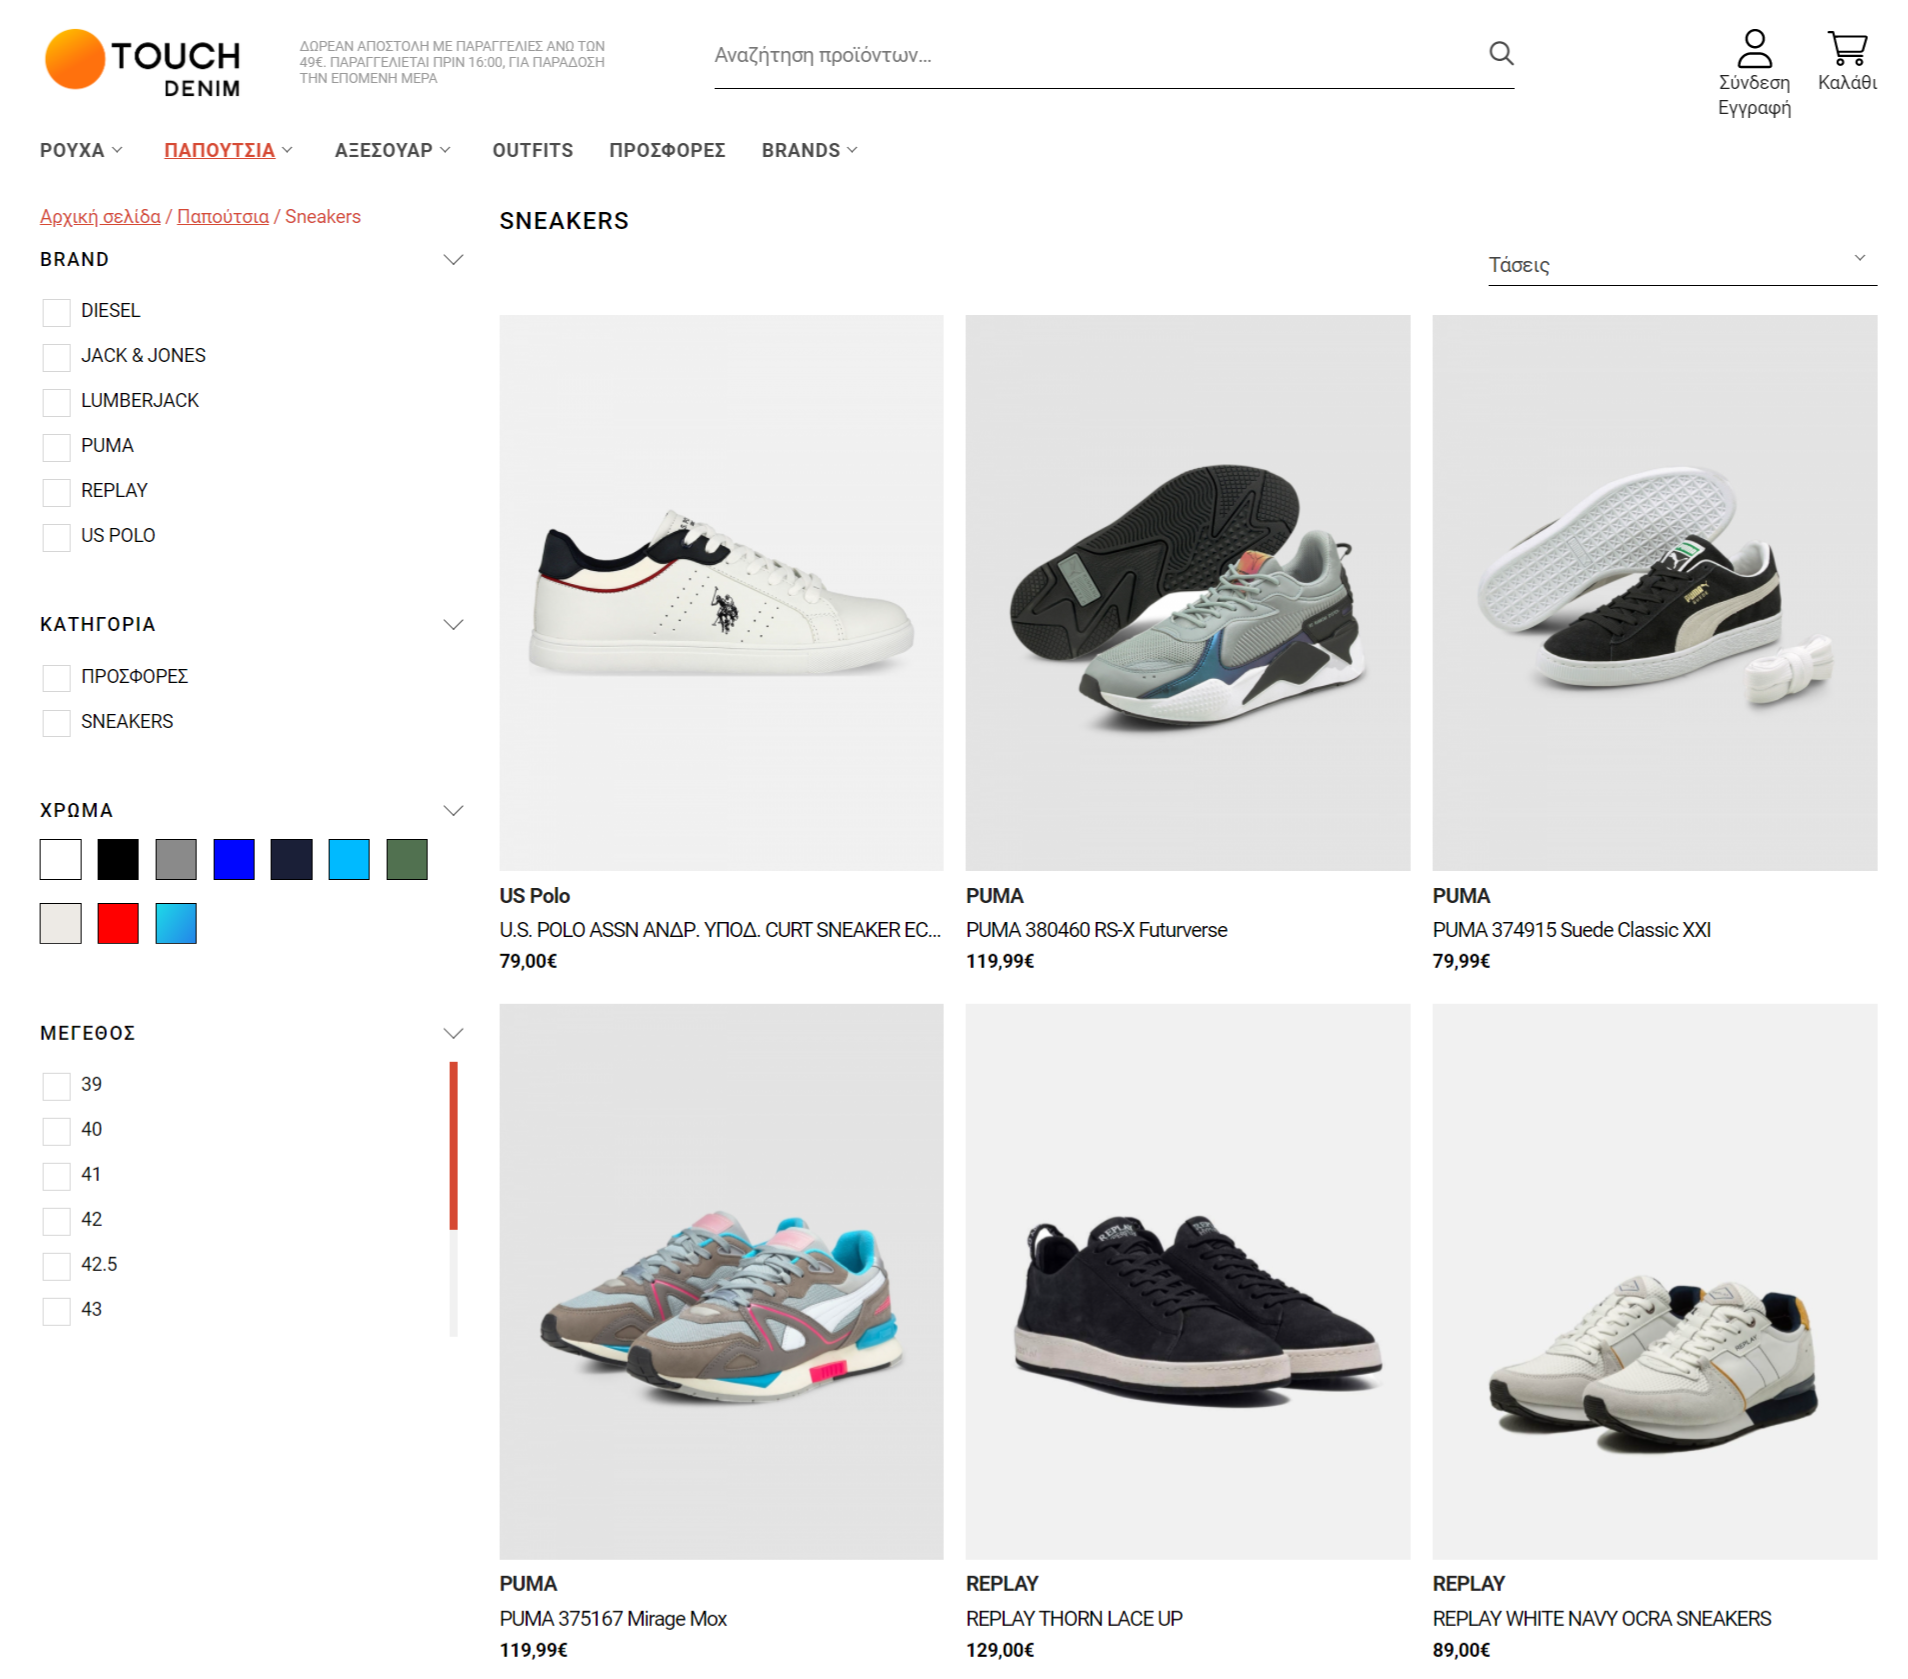 TOUCH
DENIM
ΔΩΡΕΑΝ ΑΠΟΣΤΟΛΗ ΜΕ ΠΑΡΑΓΓΕΛΙΕΣ ΑΝΩ ΤΩΝ
49€. ΠΑΡΑΓΓΕΛΙΕΤΑΙ ΠΡΙΝ 16:00, ΓΙΑ ΠΑΡΑΔΟΣΗ
ΤΗΝ ΕΠΟΜΕΝΗ ΜΕΡΑ
Αναζήτηση προϊόντων...
Σύνδεση
Εγγραφή
Καλάθι
ΡΟΥΧΑ ΠΑΠΟΥΤΣΙΑ ΑΞΕΣΟΥΑΡ OUTFITS ΠΡΟΣΦΟΡΕΣ BRANDS
Αρχική σελίδα / Παπούτσια / Sneakers
BRAND
DIESEL
JACK & JONES
LUMBERJACK
PUMA
REPLAY
US POLO
ΚΑΤΗΓΟΡΙΑ
ΠΡΟΣΦΟΡΕΣ
SNEAKERS
ΧΡΩΜΑ
ΜΕΓΕΘΟΣ
39
40
41
42
42.5
43
SNEAKERS
Τάσεις
US Polo
U.S. POLO ASSN ΑΝΔΡ. ΥΠΟΔ. CURT SNEAKER EC...
79,00€
PUMA
PUMA 380460 RS-X Futurverse
119,99€
PUMA
PUMA 374915 Suede Classic XXI
79,99€
PUMA
PUMA 375167 Mirage Mox
119,99€
REPLAY
REPLAY THORN LACE UP
129,00€
REPLAY
REPLAY WHITE NAVY OCRA SNEAKERS
89,00€